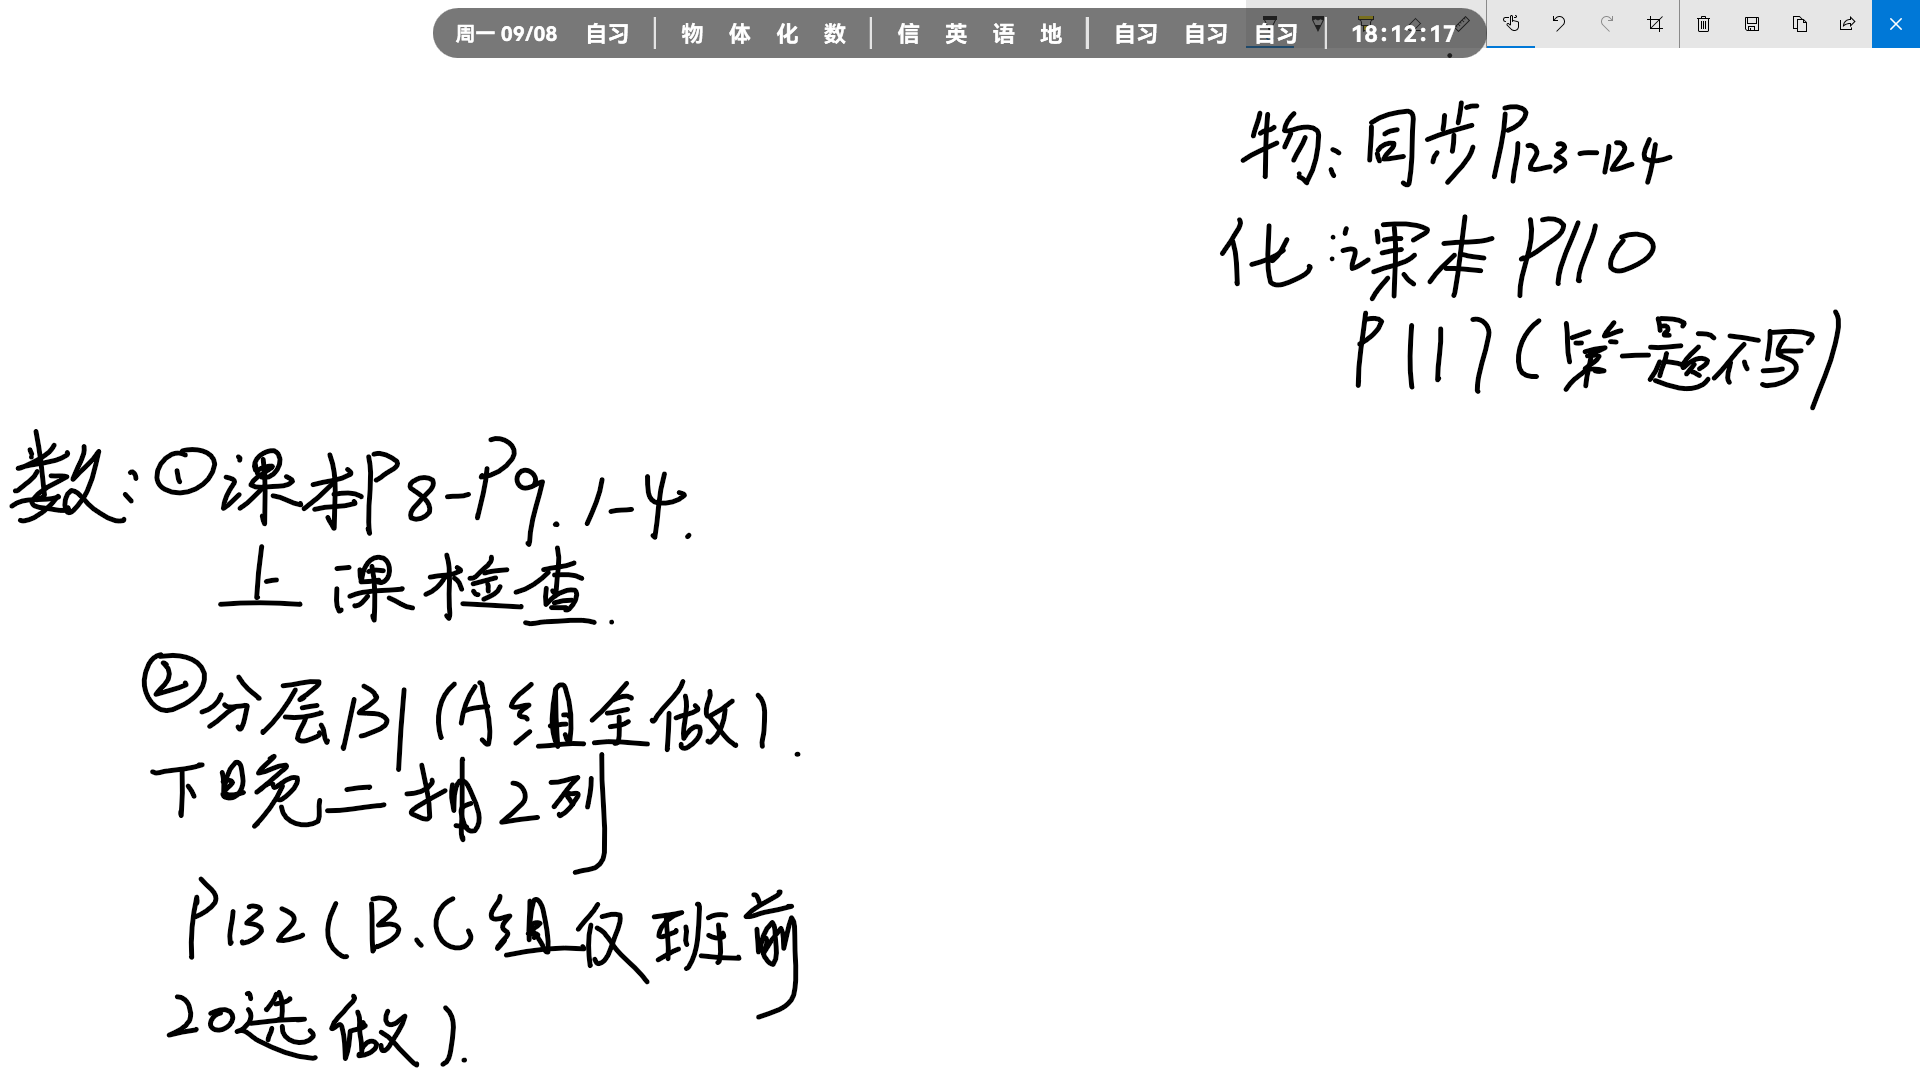 周一 09/08 自习 | 物 体 化 数 | 信 英 语 地 | 自习 自习 自习 | 18:12:17
物:同步P123-124
化:课本P110
P117(第一题不写)
数:①课本P8-P9.1-4.
上课检查.
②分层131(A组全做).
下晚二抽2列
P132(B、C组仅班前
20选做).